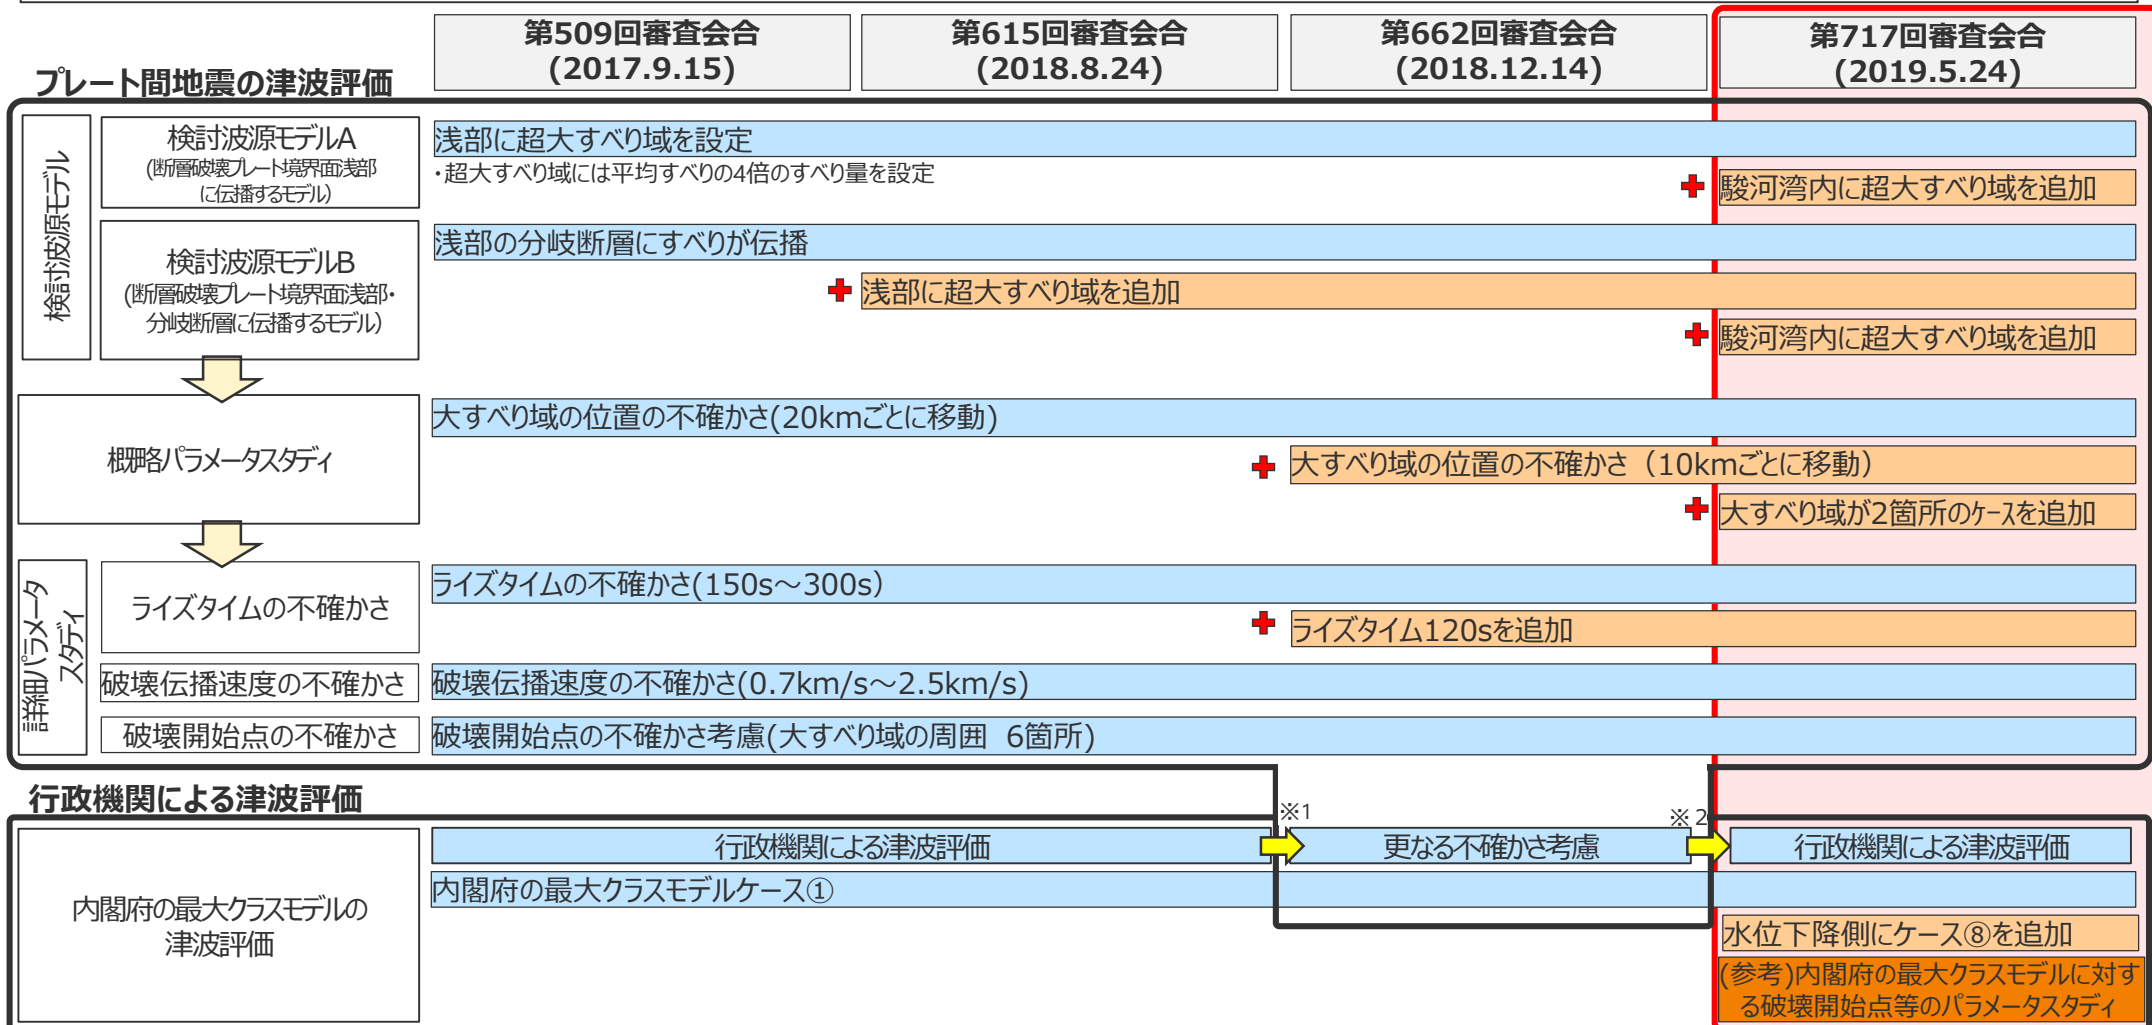 第509回審査会合
(2017.9.15)
第615回審査会合
(2018.8.24)
第662回審査会合
(2018.12.14)
第717回審査会合
(2019.5.24)
プレート間地震の津波評価
検討波源モデル
検討波源モデルA
(断層破壊プレート境界面浅部
に伝播するモデル)
浅部に超大すべり域を設定
・超大すべり域には平均すべりの4倍のすべり量を設定
駿河湾内に超大すべり域を追加
検討波源モデルB
(断層破壊プレート境界面浅部・
分岐断層に伝播するモデル)
浅部の分岐断層にすべりが伝播
浅部に超大すべり域を追加
駿河湾内に超大すべり域を追加
概略パラメータスタディ
大すべり域の位置の不確かさ(20kmごとに移動)
大すべり域の位置の不確かさ（10kmごとに移動）
大すべり域が2箇所のケースを追加
詳細パラメータ
スタディ
ライズタイムの不確かさ
ライズタイムの不確かさ(150s～300s）
ライズタイム120sを追加
破壊伝播速度の不確かさ
破壊伝播速度の不確かさ(0.7km/s～2.5km/s)
破壊開始点の不確かさ
破壊開始点の不確かさ考慮(大すべり域の周囲 6箇所)
行政機関による津波評価
※1
※2
内閣府の最大クラスモデルの
津波評価
行政機関による津波評価
更なる不確かさ考慮
行政機関による津波評価
内閣府の最大クラスモデルケース①
水位下降側にケース⑧を追加
(参考)内閣府の最大クラスモデルに対す
る破壊開始点等のパラメータスタディ